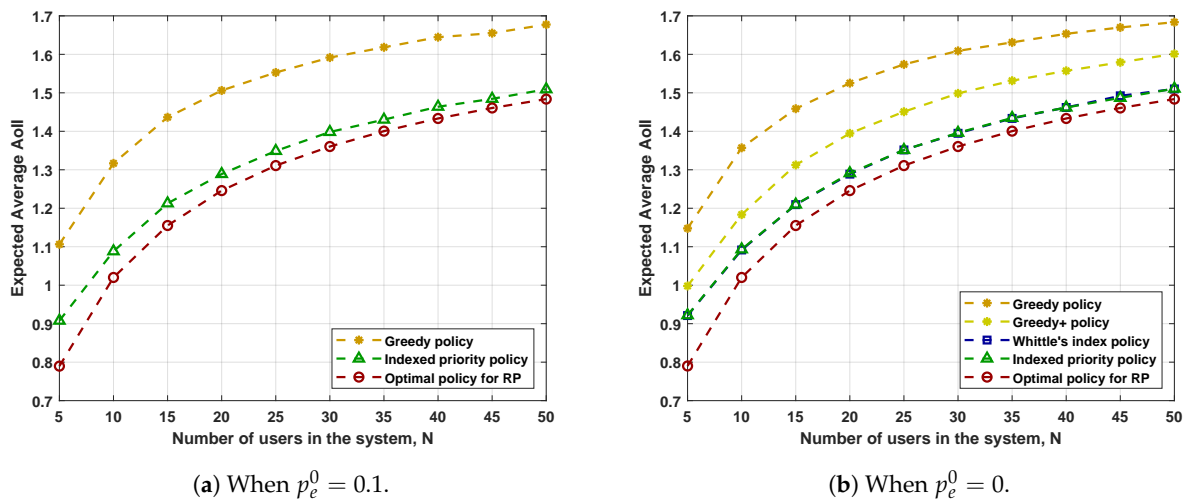 1.7
1.6
1.5
1.4
1.3
1.2
1.1
1
0.9
0.8
0.7
Expected Average AoII
Greedy policy
Indexed priority policy
Optimal policy for RP
5 10 15 20 25 30 35 40 45 50
Number of users in the system, N
(a) When p_e^0 = 0.1.
1.7
1.6
1.5
1.4
1.3
1.2
1.1
1
0.9
0.8
0.7
Expected Average AoII
Greedy policy
Greedy+ policy
Whittle's index policy
Indexed priority policy
Optimal policy for RP
5 10 15 20 25 30 35 40 45 50
Number of users in the system, N
(b) When p_e^0 = 0.